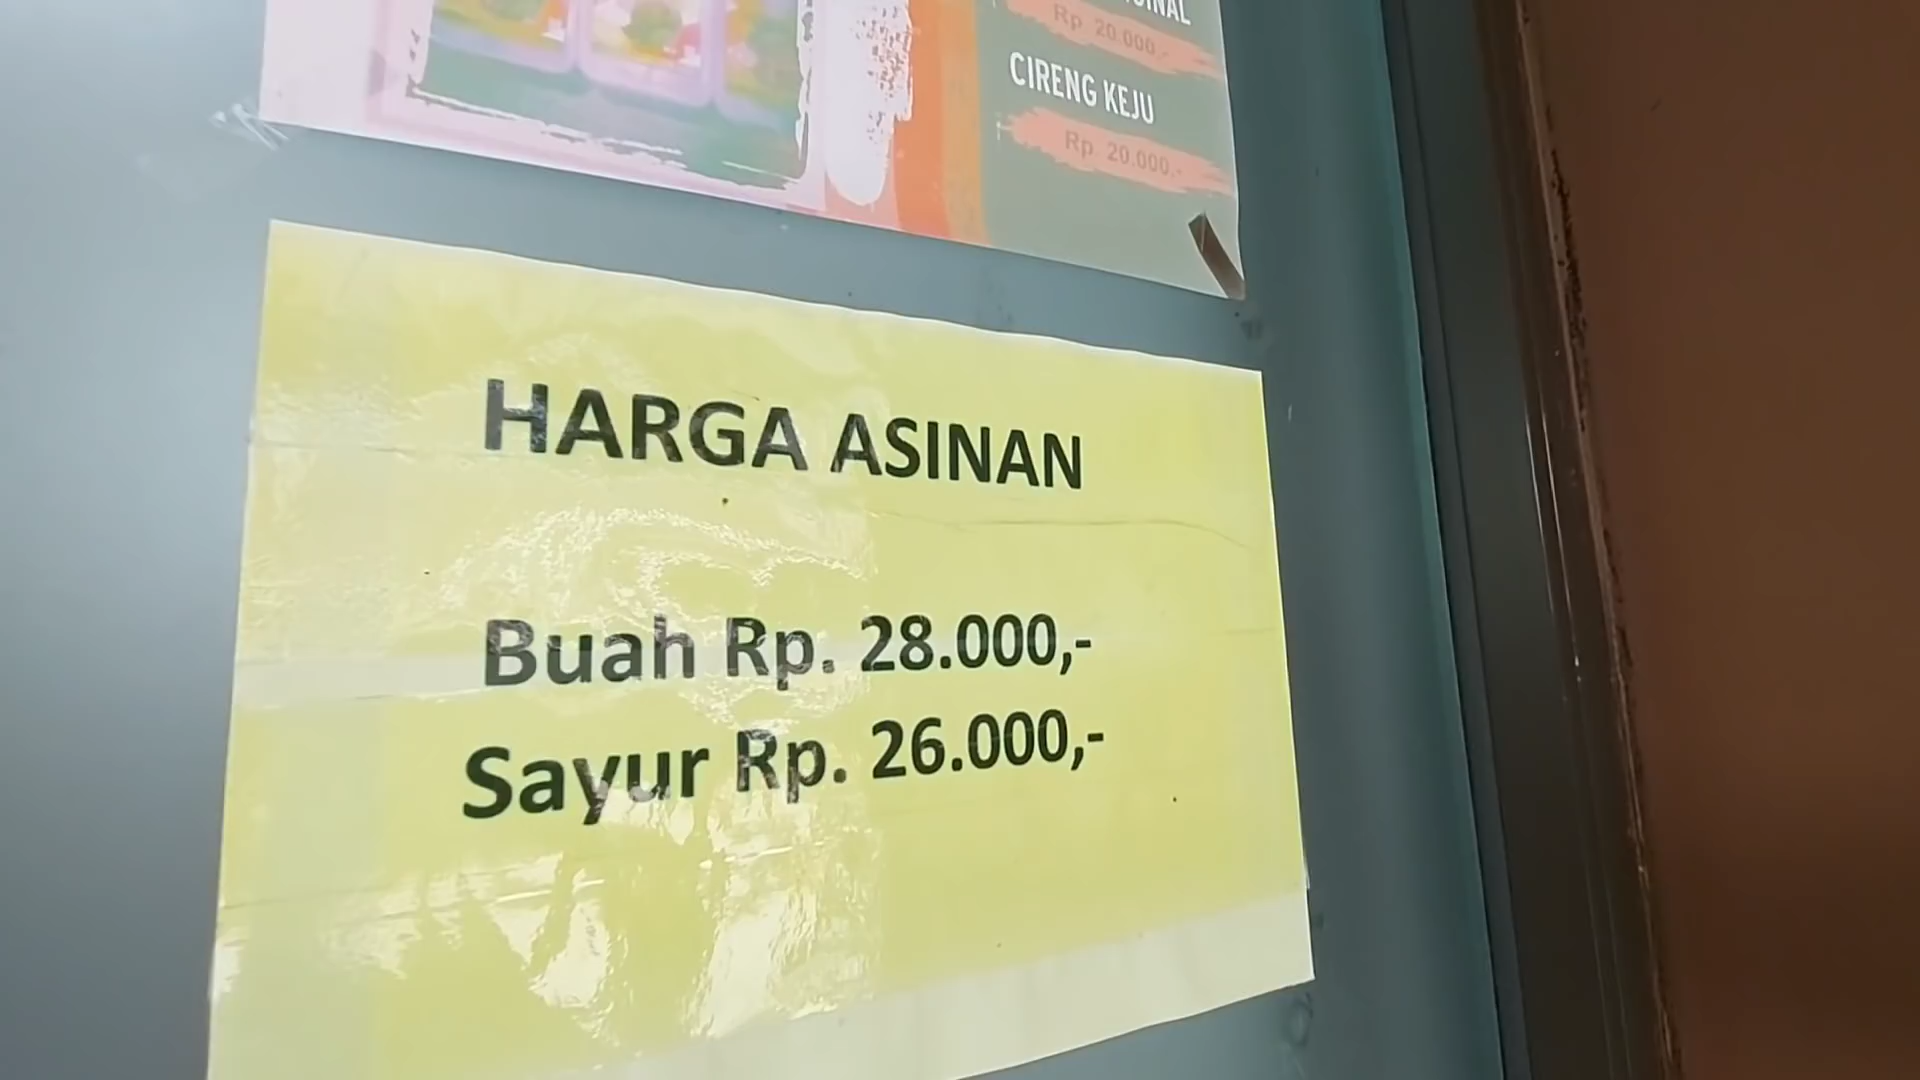 Rp. 20.000,-
CIRENG KEJU
Rp. 20.000,-
HARGA ASINAN
Buah Rp. 28.000,-
Sayur Rp. 26.000,-